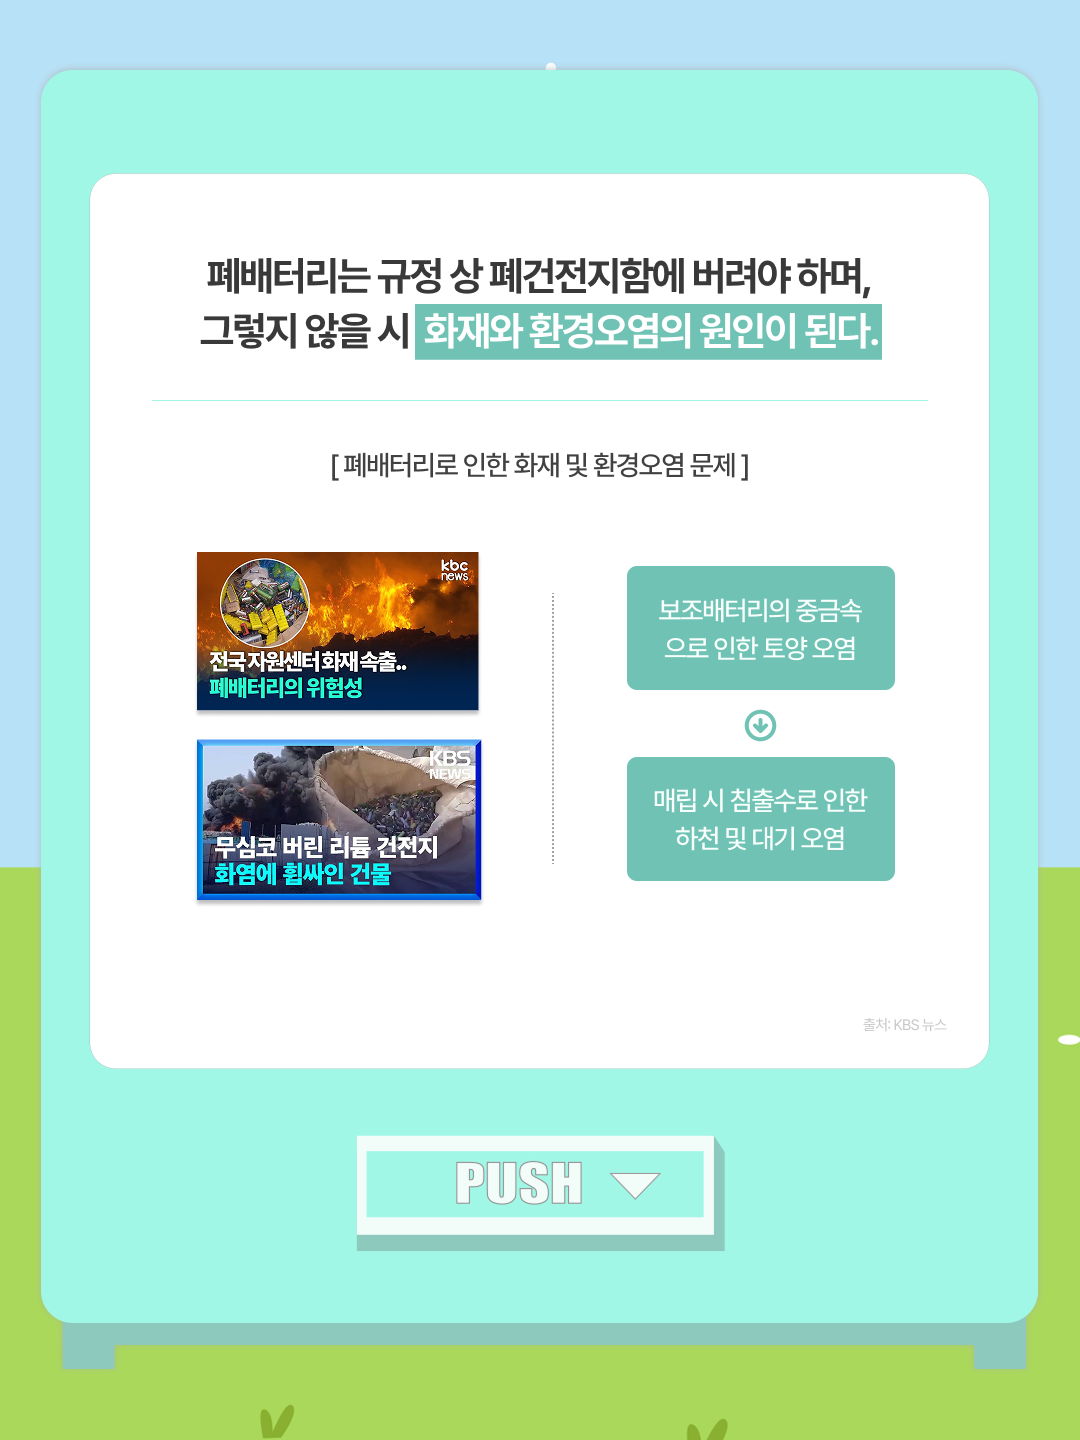 폐배터리는 규정 상 폐건전지함에 버려야 하며,
그렇지 않을 시 화재와 환경오염의 원인이 된다.
[ 폐배터리로 인한 화재 및 환경오염 문제 ]
kbc
news
전국 자원센터 화재 속출..
폐배터리의 위험성
KBS
NEWS
무심코 버린 리튬 건전지
화염에 휩싸인 건물
보조배터리의 중금속
으로 인한 토양 오염
매립 시 침출수로 인한
하천 및 대기 오염
출처: KBS 뉴스
PUSH